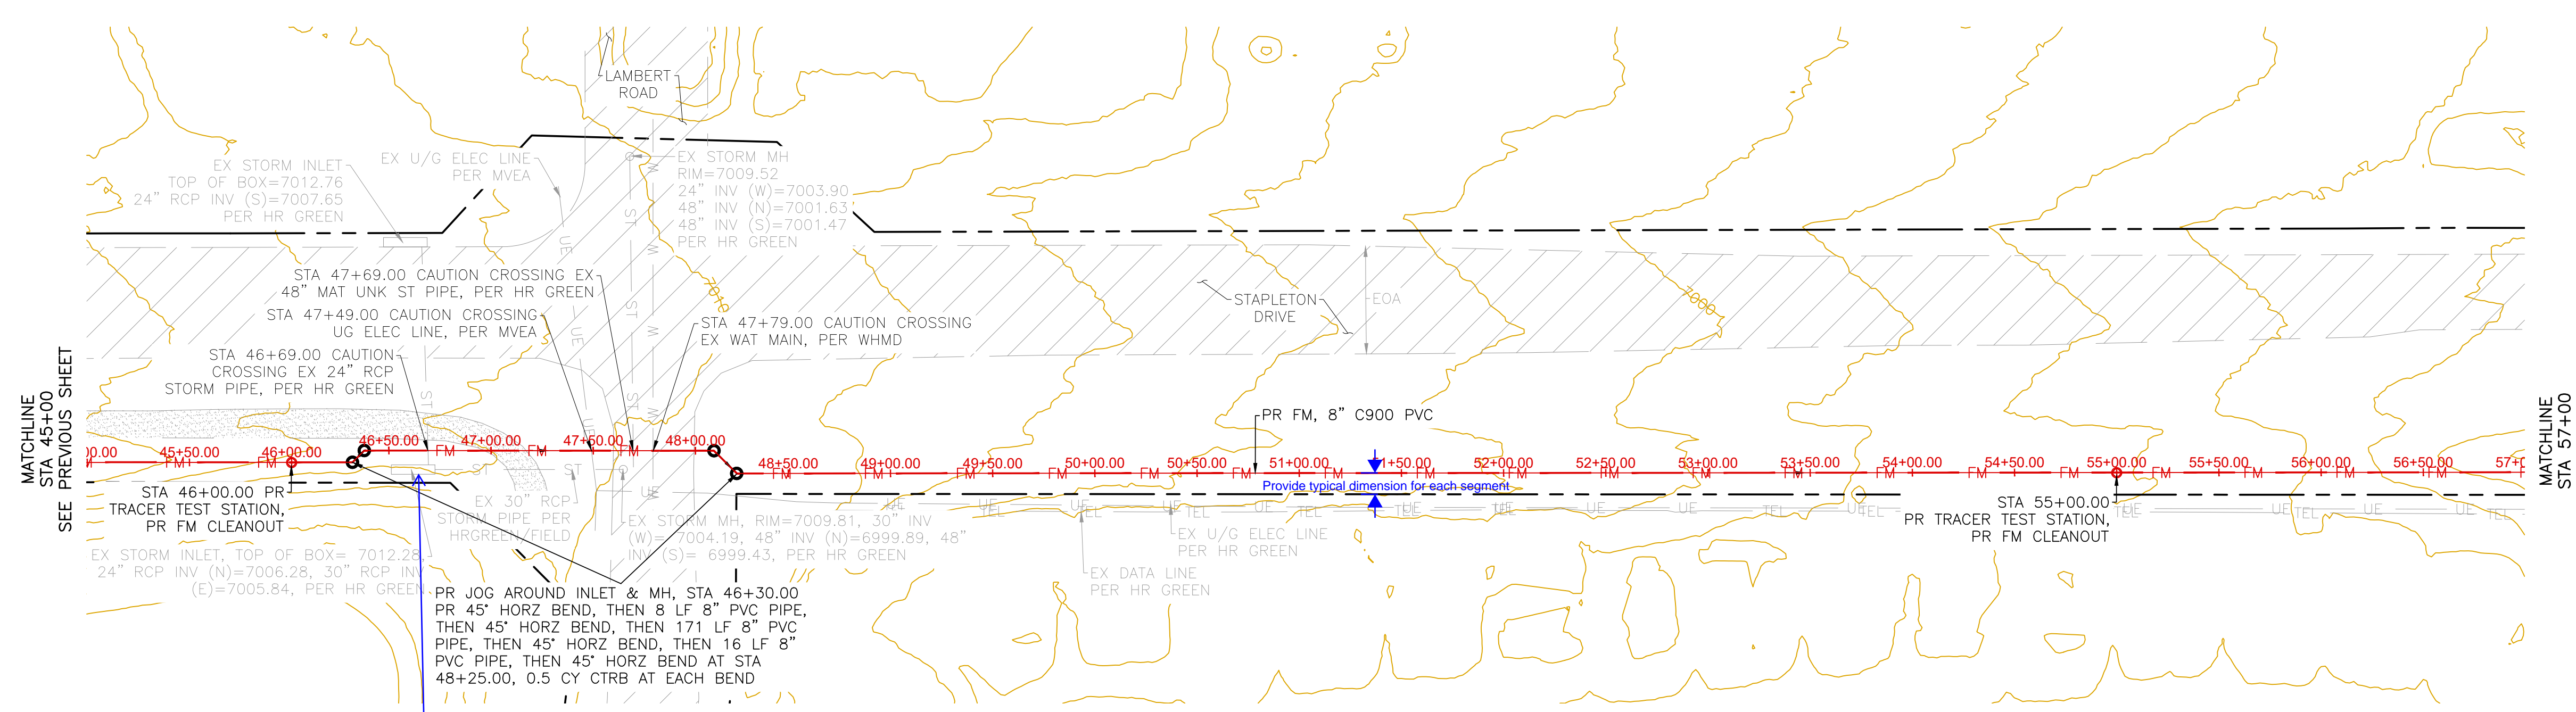 LAMBERT
ROAD
EX STORM INLET
TOP OF BOX=7012.76
24" RCP INV (S)=7007.65
PER HR GREEN
EX U/G ELEC LINE
PER MVEA
EX STORM MH
RIM=7009.52
24" INV (W)=7003.90
48" INV (N)=7001.63
48" INV (S)=7001.47
PER HR GREEN
STA 47+69.00 CAUTION CROSSING EX
48" MAT UNK ST PIPE, PER HR GREEN
STA 47+49.00 CAUTION CROSSING
UG ELEC LINE, PER MVEA
STA 46+69.00 CAUTION
CROSSING EX 24" RCP
STORM PIPE, PER HR GREEN
STA 47+79.00 CAUTION CROSSING
EX WAT MAIN, PER WHMD
7010
STAPLETON
DRIVE
EOA
7000
MATCHLINE
STA 45+00
SEE PREVIOUS SHEET
MATCHLINE
STA 57+00
PR FM, 8" C900 PVC
45+50.00 46+00.00 46+50.00 47+00.00 47+50.00 48+00.00 48+50.00 49+00.00 49+50.00 50+00.00 50+50.00 51+00.00 51+50.00 52+00.00 52+50.00 53+00.00 53+50.00 54+00.00 54+50.00 55+00.00 55+50.00 56+00.00 56+50.00
Provide typical dimension for each segment
STA 46+00.00 PR
TRACER TEST STATION,
PR FM CLEANOUT
EX 30" RCP
STORM PIPE PER
HRGREEN/FIELD
EX STORM MH, RIM=7009.81, 30" INV
(W)= 7004.19, 48" INV (N)=6999.89, 48"
INV (S)= 6999.43, PER HR GREEN
EX STORM INLET, TOP OF BOX= 7012.28,
24" RCP INV (N)=7006.28, 30" RCP INV
(E)=7005.84, PER HR GREEN
EX U/G ELEC LINE
PER HR GREEN
EX DATA LINE
PER HR GREEN
STA 55+00.00
PR TRACER TEST STATION,
PR FM CLEANOUT
PR JOG AROUND INLET & MH, STA 46+30.00
PR 45° HORZ BEND, THEN 8 LF 8" PVC PIPE,
THEN 45° HORZ BEND, THEN 171 LF 8" PVC
PIPE, THEN 45° HORZ BEND, THEN 16 LF 8"
PVC PIPE, THEN 45° HORZ BEND AT STA
48+25.00, 0.5 CY CTRB AT EACH BEND